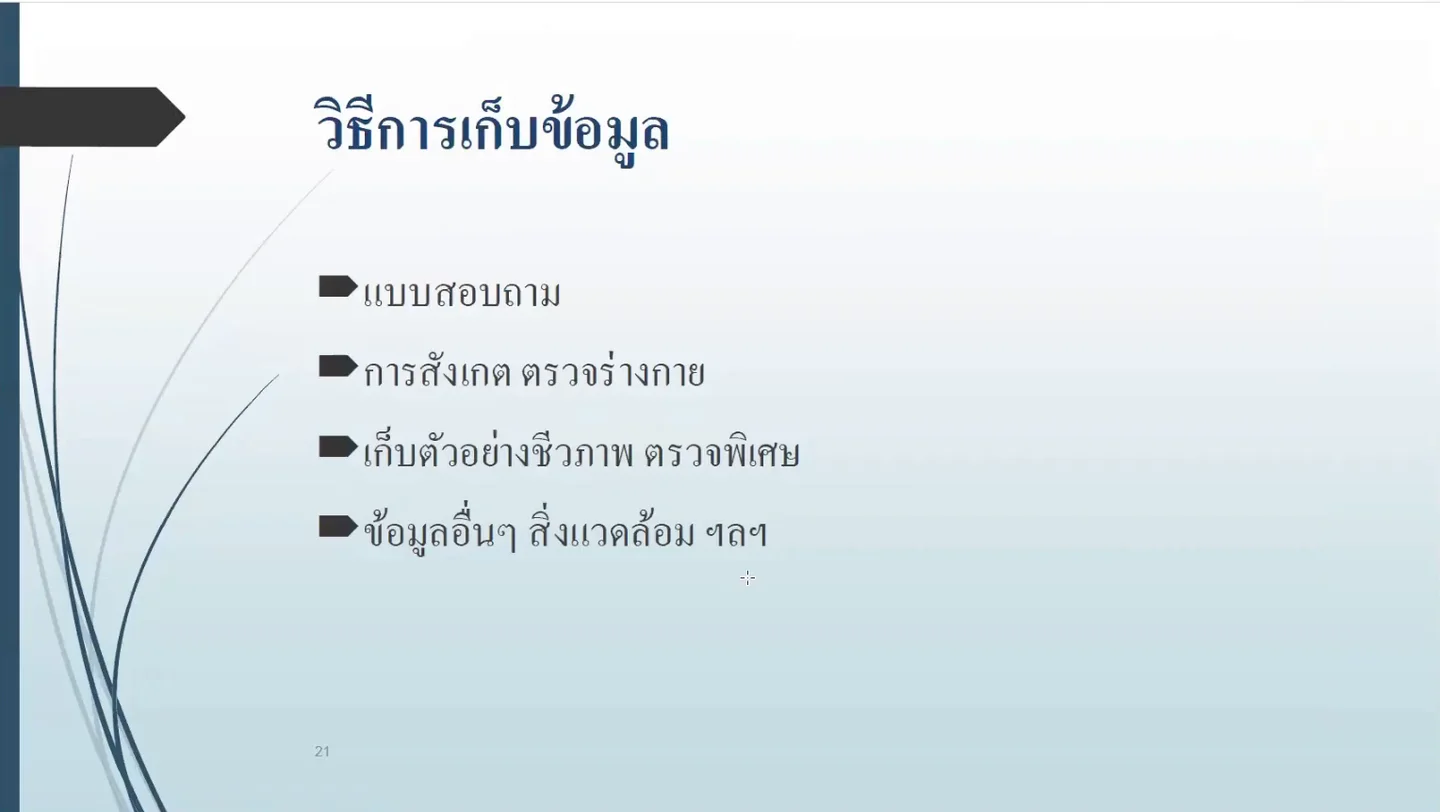 วิธีการเก็บข้อมูล
แบบสอบถาม
การสังเกต ตรวจร่างกาย
เก็บตัวอย่างชีวภาพ ตรวจพิเศษ
ข้อมูลอื่นๆ สิ่งแวดล้อม ฯลฯ
21